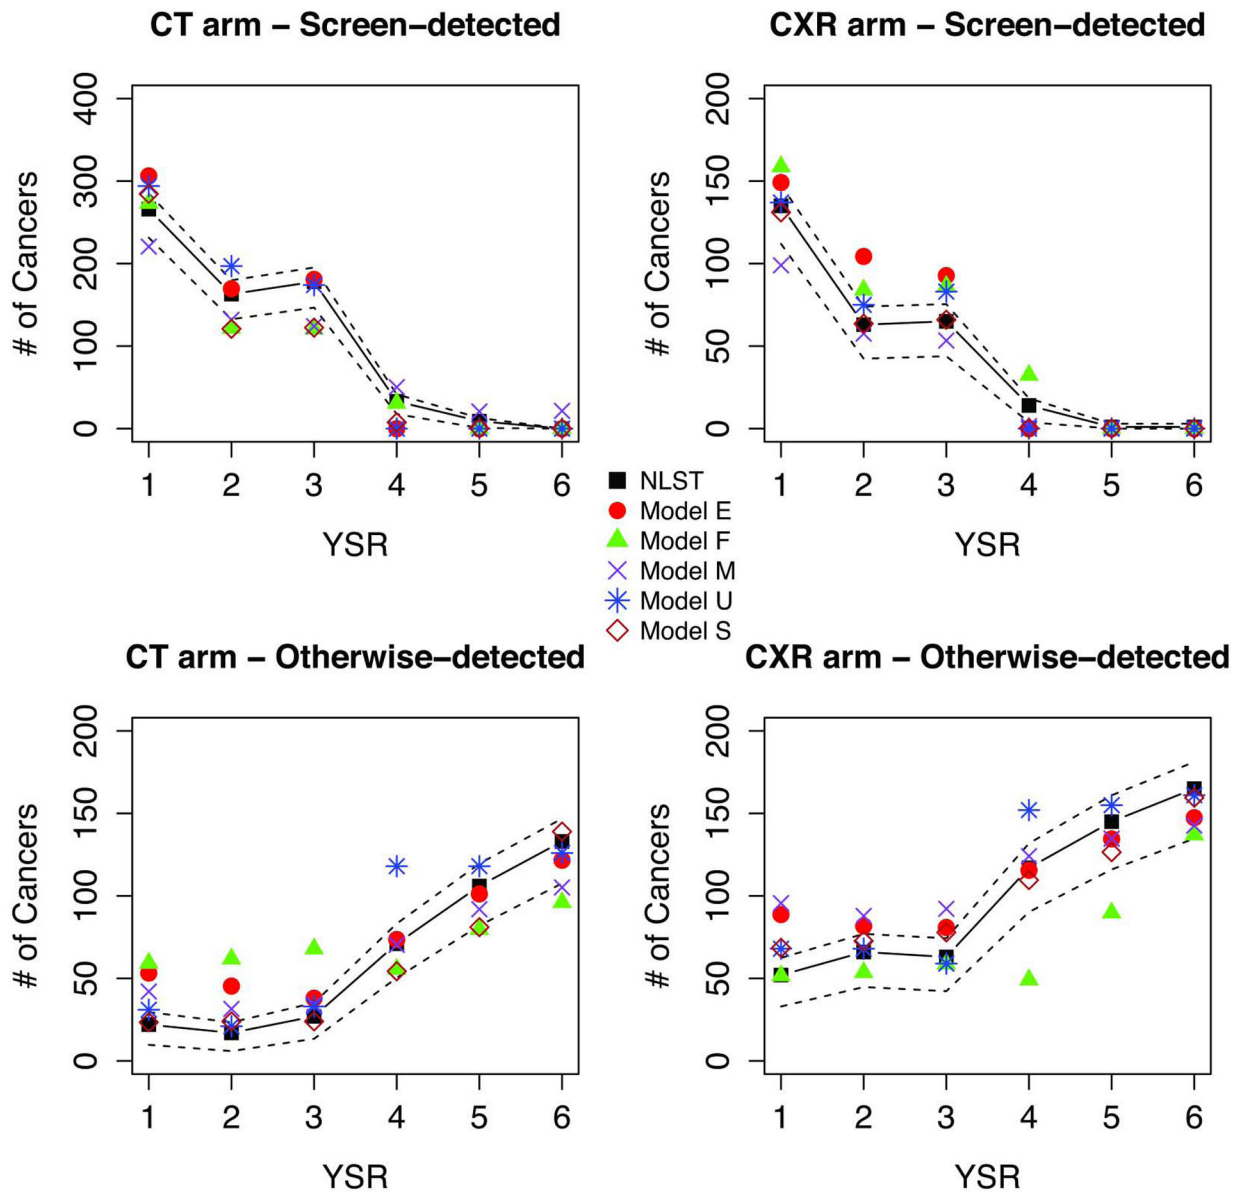 CT arm – Screen–detected
# of Cancers
400
300
200
100
0
1 2 3 4 5 6
YSR
CXR arm – Screen–detected
# of Cancers
200
150
100
50
0
1 2 3 4 5 6
YSR
NLST
Model E
Model F
Model M
Model U
Model S
CT arm – Otherwise–detected
# of Cancers
200
150
100
50
0
1 2 3 4 5 6
YSR
CXR arm – Otherwise–detected
# of Cancers
200
150
100
50
0
1 2 3 4 5 6
YSR